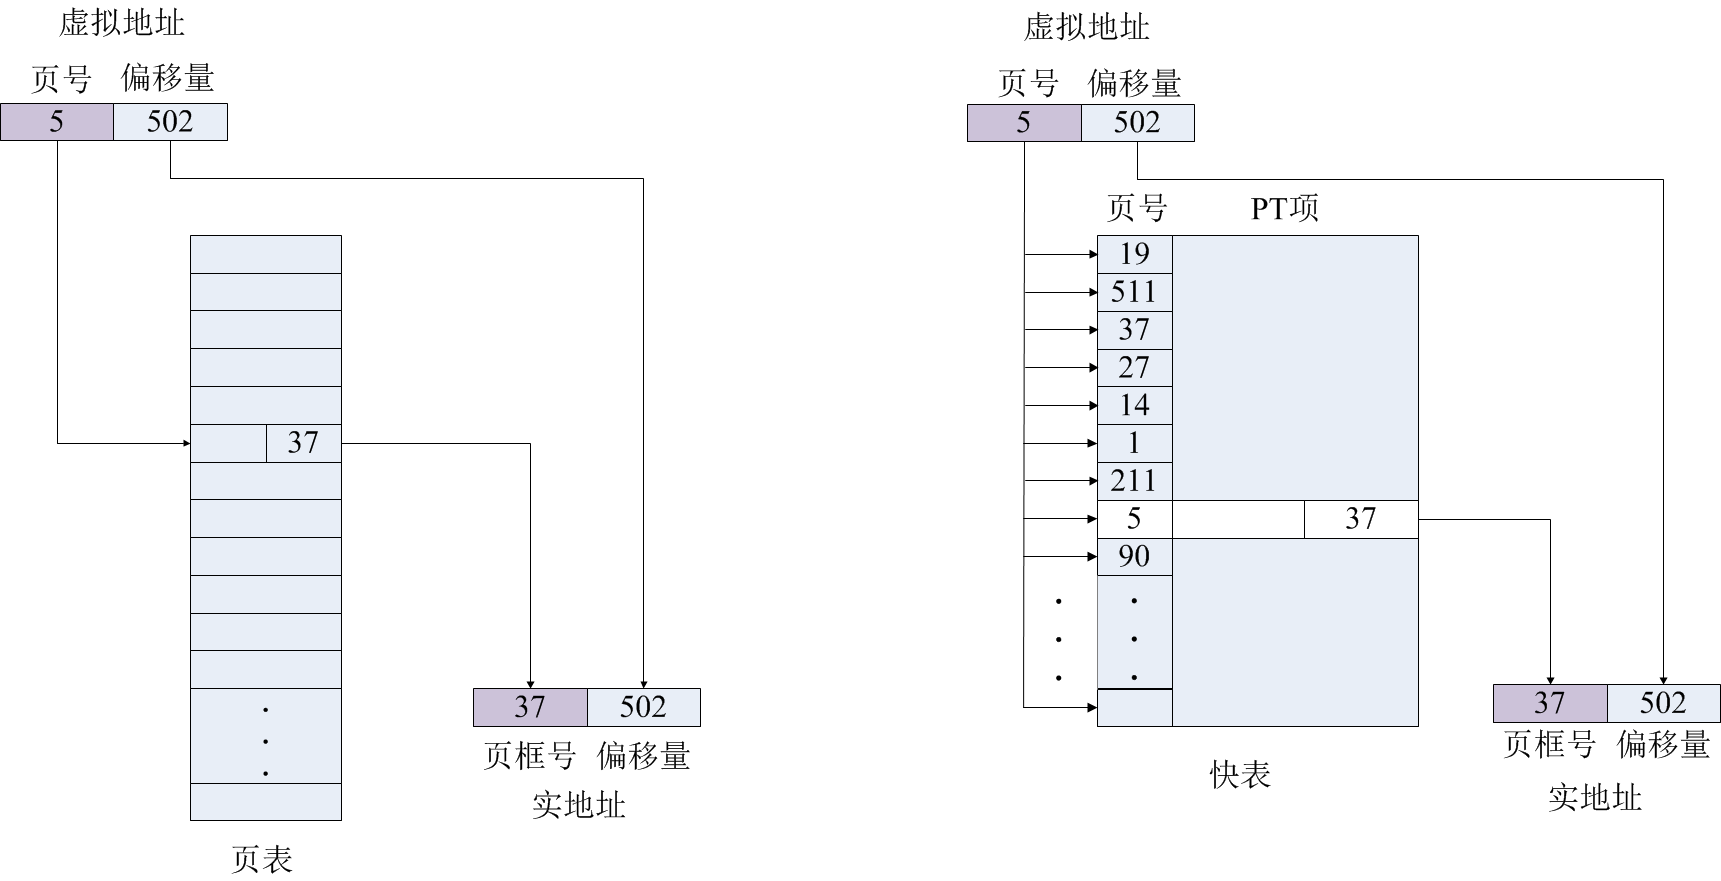 虚拟地址
页号 偏移量
5 502
37
37 502
页框号 偏移量
实地址
页表
虚拟地址
页号 偏移量
5 502
页号 PT项
19
511
37
27
14
1
211
5 37
90
37 502
页框号 偏移量
实地址
快表